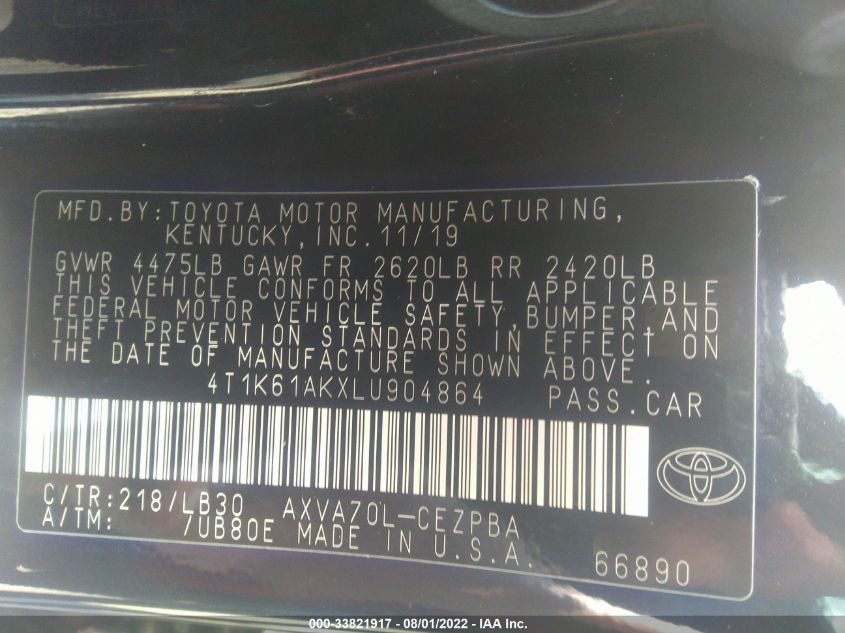 MFD.BY:TOYOTA MOTOR MANUFACTURING,
KENTUCKY,INC.11/19
GVWR 4475LB GAWR FR 2620LB RR 2420LB
THIS VEHICLE CONFORMS TO ALL APPLICABLE
FEDERAL MOTOR VEHICLE SAFETY,BUMPER,AND
THEFT PREVENTION STANDARDS IN EFFECT ON
THE DATE OF MANUFACTURE SHOWN ABOVE.
4T1K61AKXLU904864 PASS.CAR
C/TR:218/LB30 AXVA70L-CEZPBA
A/TM: /UB80E MADE IN U.S.A.
66890
000-33821917 - 08/01/2022 - IAA Inc.